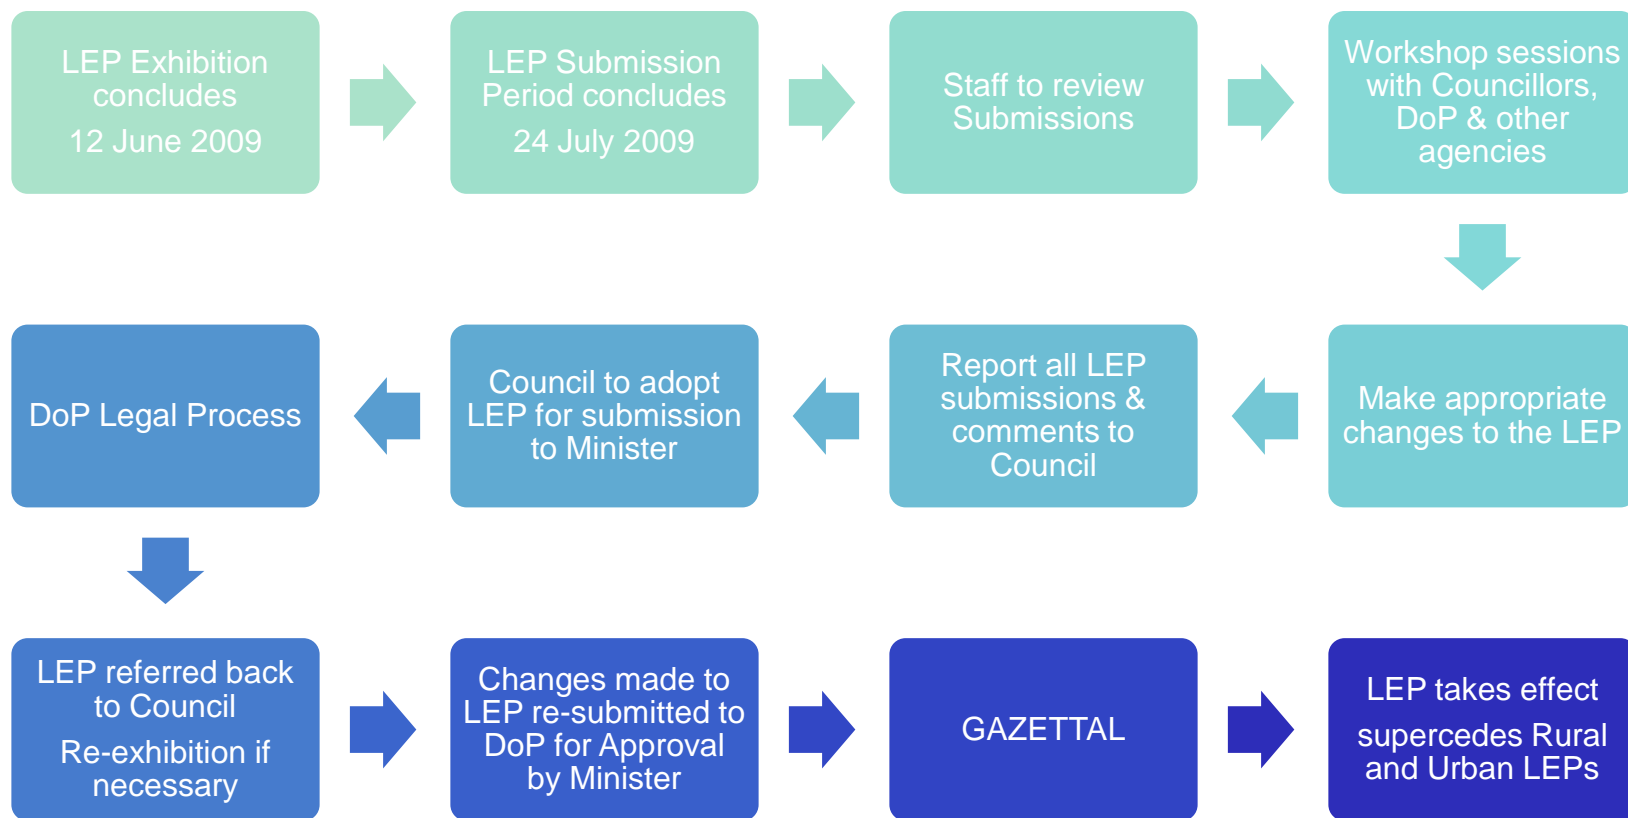 LEP Exhibition
concludes
12 June 2009
LEP Submission
Period concludes
24 July 2009
Staff to review
Submissions
Workshop sessions
with Councillors,
DoP & other
agencies
Make appropriate
changes to the LEP
Report all LEP
submissions &
comments to
Council
Council to adopt
LEP for submission
to Minister
DoP Legal Process
LEP referred back
to Council
Re-exhibition if
necessary
Changes made to
LEP re-submitted to
DoP for Approval
by Minister
GAZETTAL
LEP takes effect
supercedes Rural
and Urban LEPs